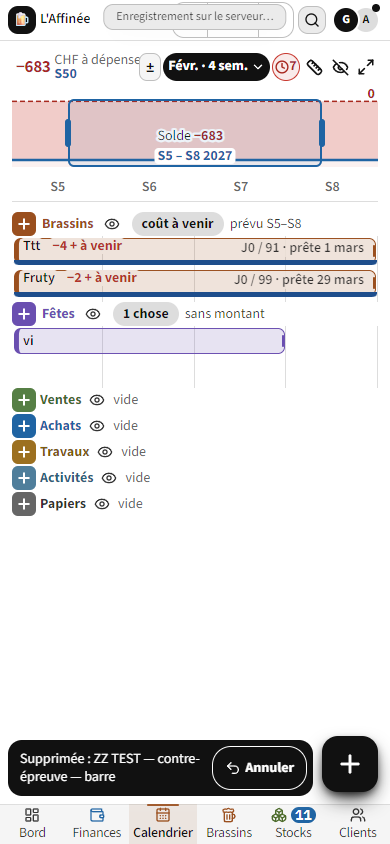 L'Affinée
Enregistrement sur le serveur…
G
A
−683 CHF à dépense
S50
±
Févr. · 4 sem.
7
0
Solde −683
S5 – S8 2027
S5 S6 S7 S8
Brassins coût à venir prévu S5–S8
Ttt −4 + à venir J0 / 91 · prête 1 mars
Fruty −2 + à venir J0 / 99 · prête 29 mars
Fêtes 1 chose sans montant
vi
Ventes vide
Achats vide
Travaux vide
Activités vide
Papiers vide
Supprimée : ZZ TEST — contre-
épreuve — barre
Annuler
Bord Finances Calendrier Brassins Stocks 11 Clients